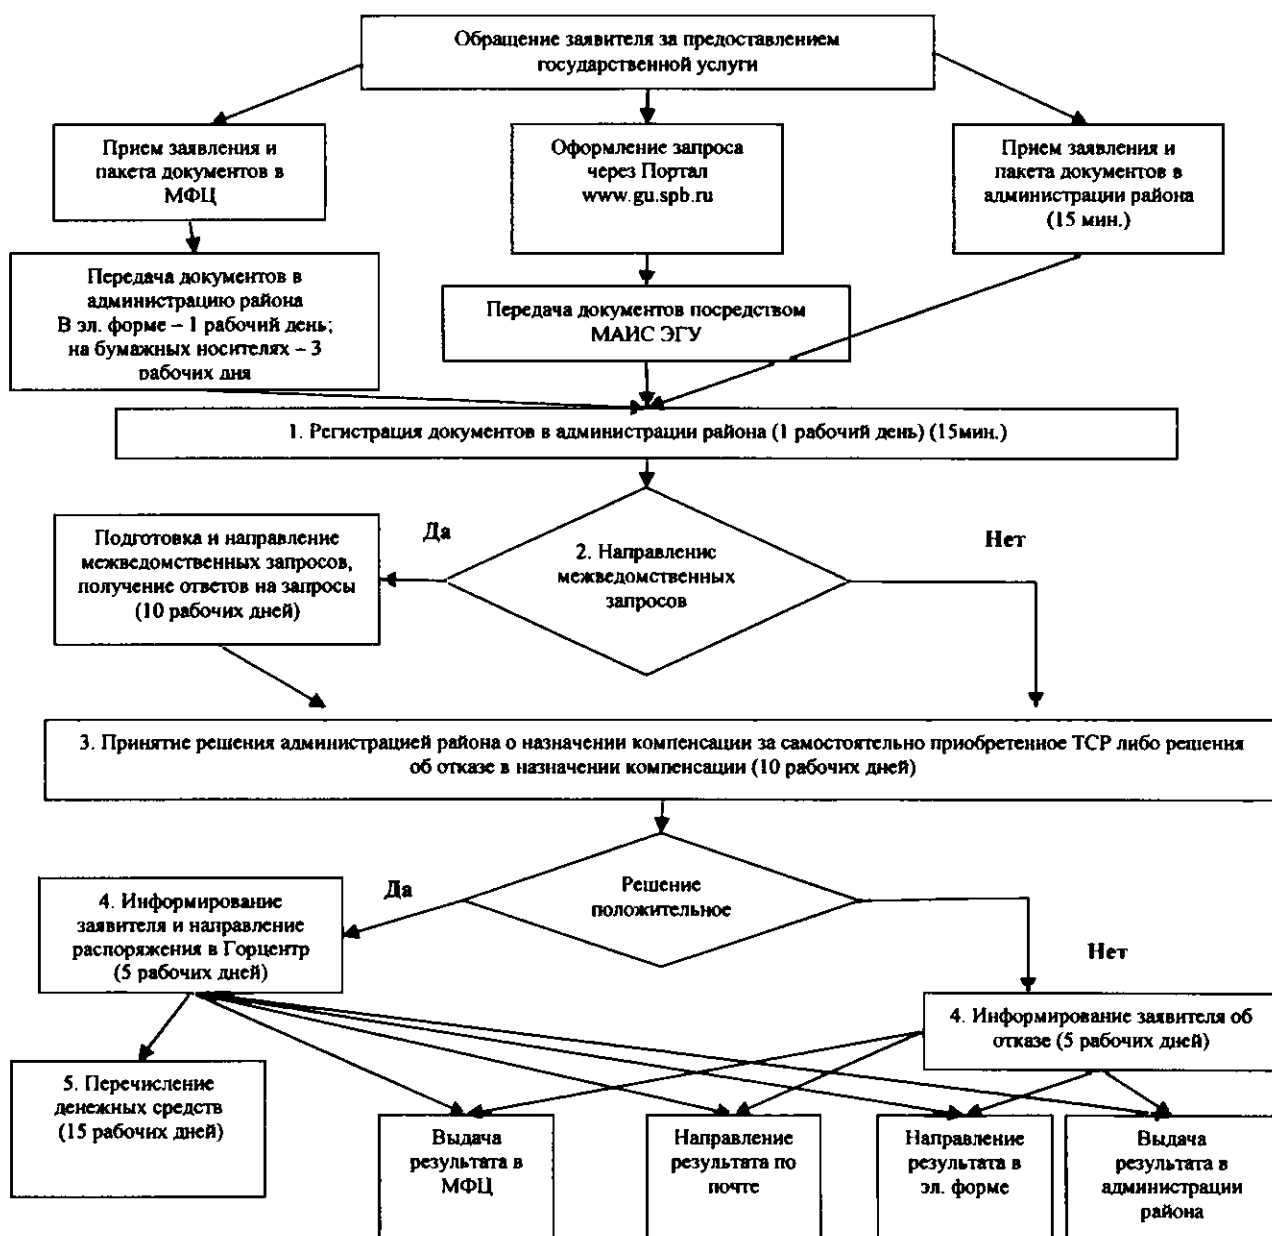 Обращение заявителя за предоставлением
государственной услуги
Прием заявления и
пакета документов в
МФЦ
Оформление запроса
через Портал
www.gu.spb.ru
Прием заявления и
пакета документов в
администрации района
(15 мин.)
Передача документов в
администрацию района
В эл. форме – 1 рабочий день;
на бумажных носителях – 3
рабочих дня
Передача документов посредством
МАИС ЭГУ
1. Регистрация документов в администрации района (1 рабочий день) (15мин.)
Подготовка и направление
межведомственных запросов,
получение ответов на запросы
(10 рабочих дней)
Да
2. Направление
межведомственных
запросов
Нет
3. Принятие решения администрацией района о назначении компенсации за самостоятельно приобретенное ТСР либо решения
об отказе в назначении компенсации (10 рабочих дней)
4. Информирование
заявителя и направление
распоряжения в Горцентр
(5 рабочих дней)
Да
Решение
положительное
Нет
4. Информирование заявителя об
отказе (5 рабочих дней)
5. Перечисление
денежных средств
(15 рабочих дней)
Выдача
результата в
МФЦ
Направление
результата по
почте
Направление
результата в
эл. форме
Выдача
результата в
администрации
района